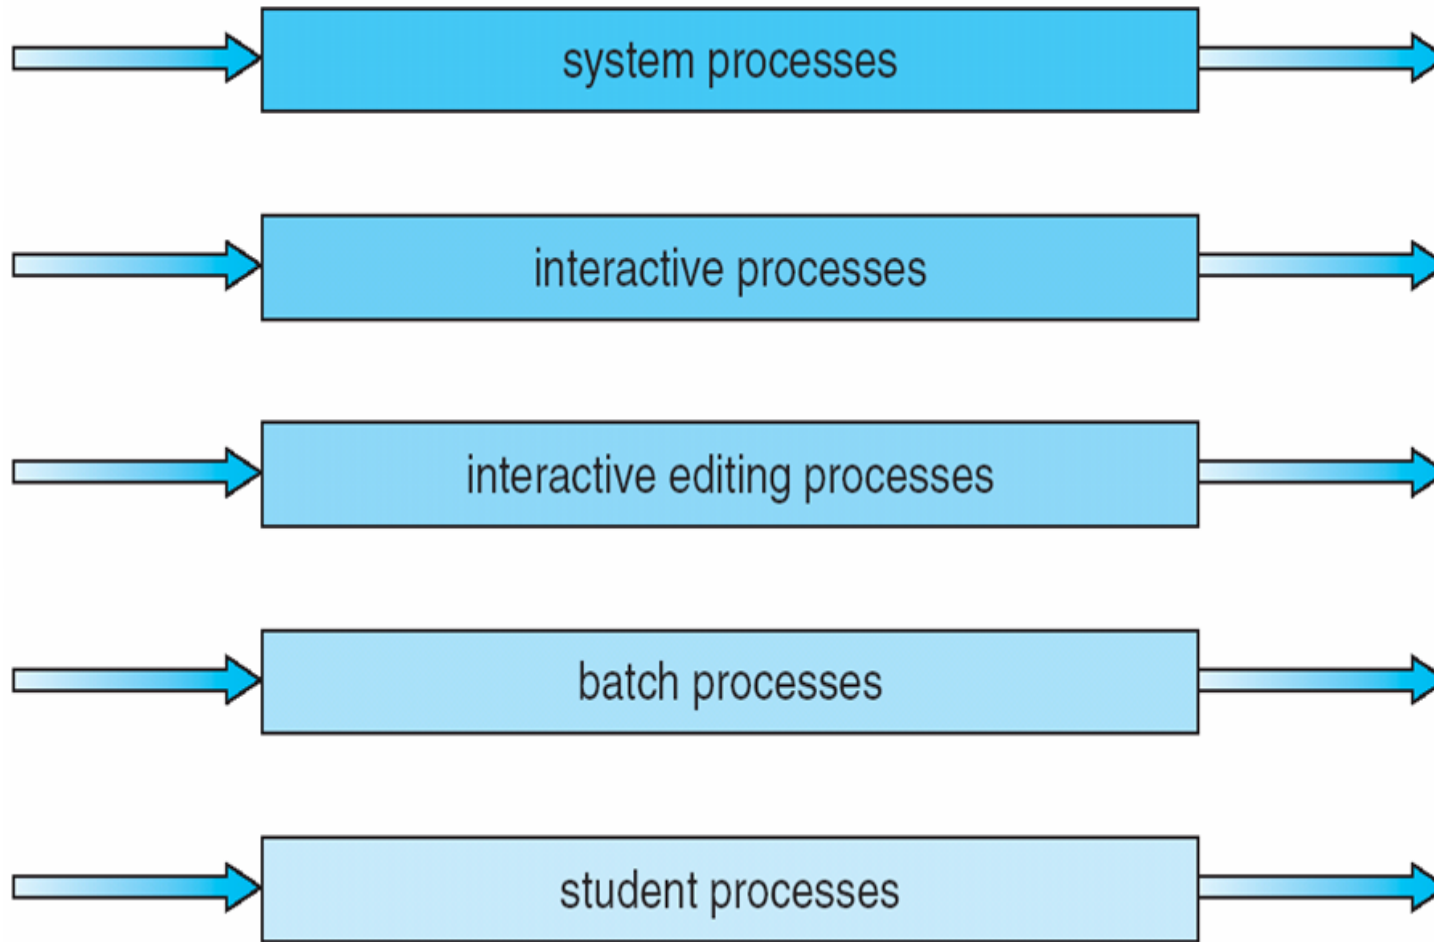 system processes
interactive processes
interactive editing processes
batch processes
student processes